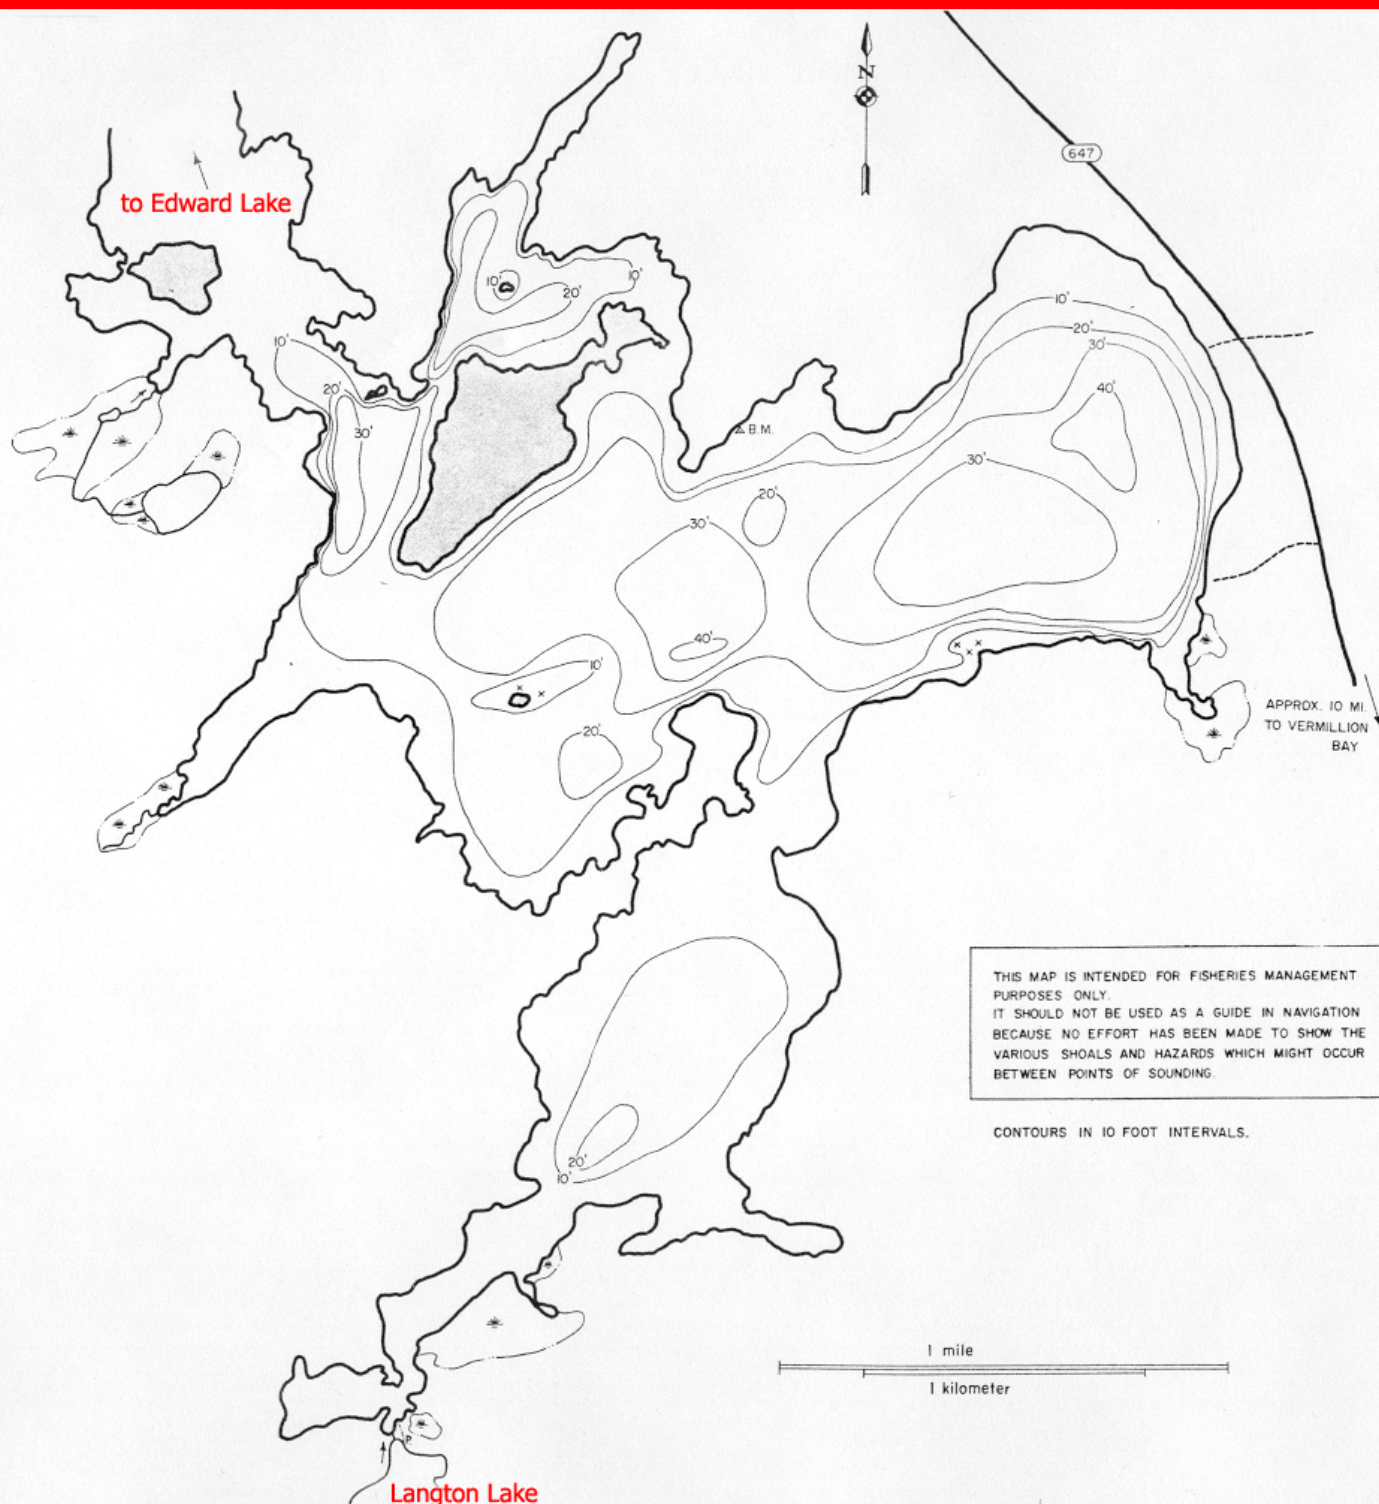 N
647
to Edward Lake
10'
10'
20'
10'
10'
20'
30'
10'
20'
40'
20'
30'
B.M.
30'
20'
30'
40'
10'
20'
APPROX. 10 MI.
TO VERMILLION
BAY
THIS MAP IS INTENDED FOR FISHERIES MANAGEMENT
PURPOSES ONLY.
IT SHOULD NOT BE USED AS A GUIDE IN NAVIGATION
BECAUSE NO EFFORT HAS BEEN MADE TO SHOW THE
VARIOUS SHOALS AND HAZARDS WHICH MIGHT OCCUR
BETWEEN POINTS OF SOUNDING.
CONTOURS IN 10 FOOT INTERVALS.
20'
10'
1 mile
1 kilometer
P.
Langton Lake